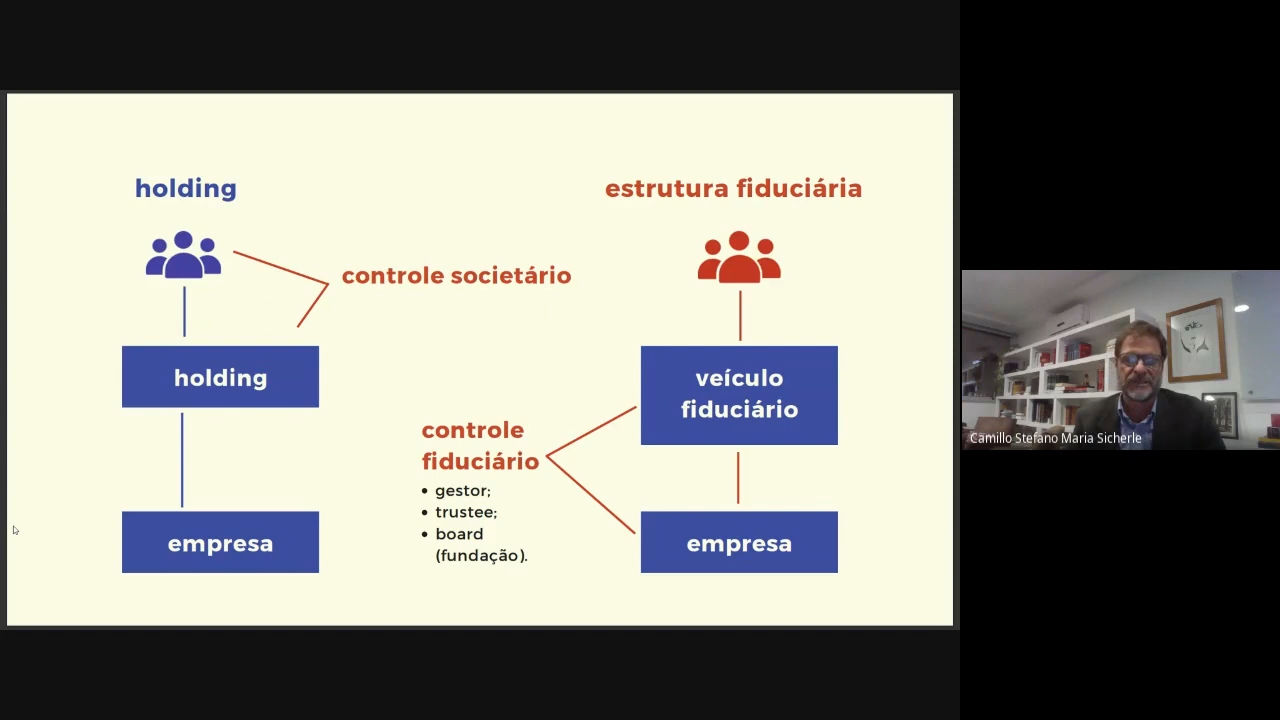 holding
controle societário
holding
empresa
estrutura fiduciária
veículo
fiduciário
controle
fiduciário
• gestor;
• trustee;
• board
(fundação).
empresa
Camillo Stefano Maria Sicherle